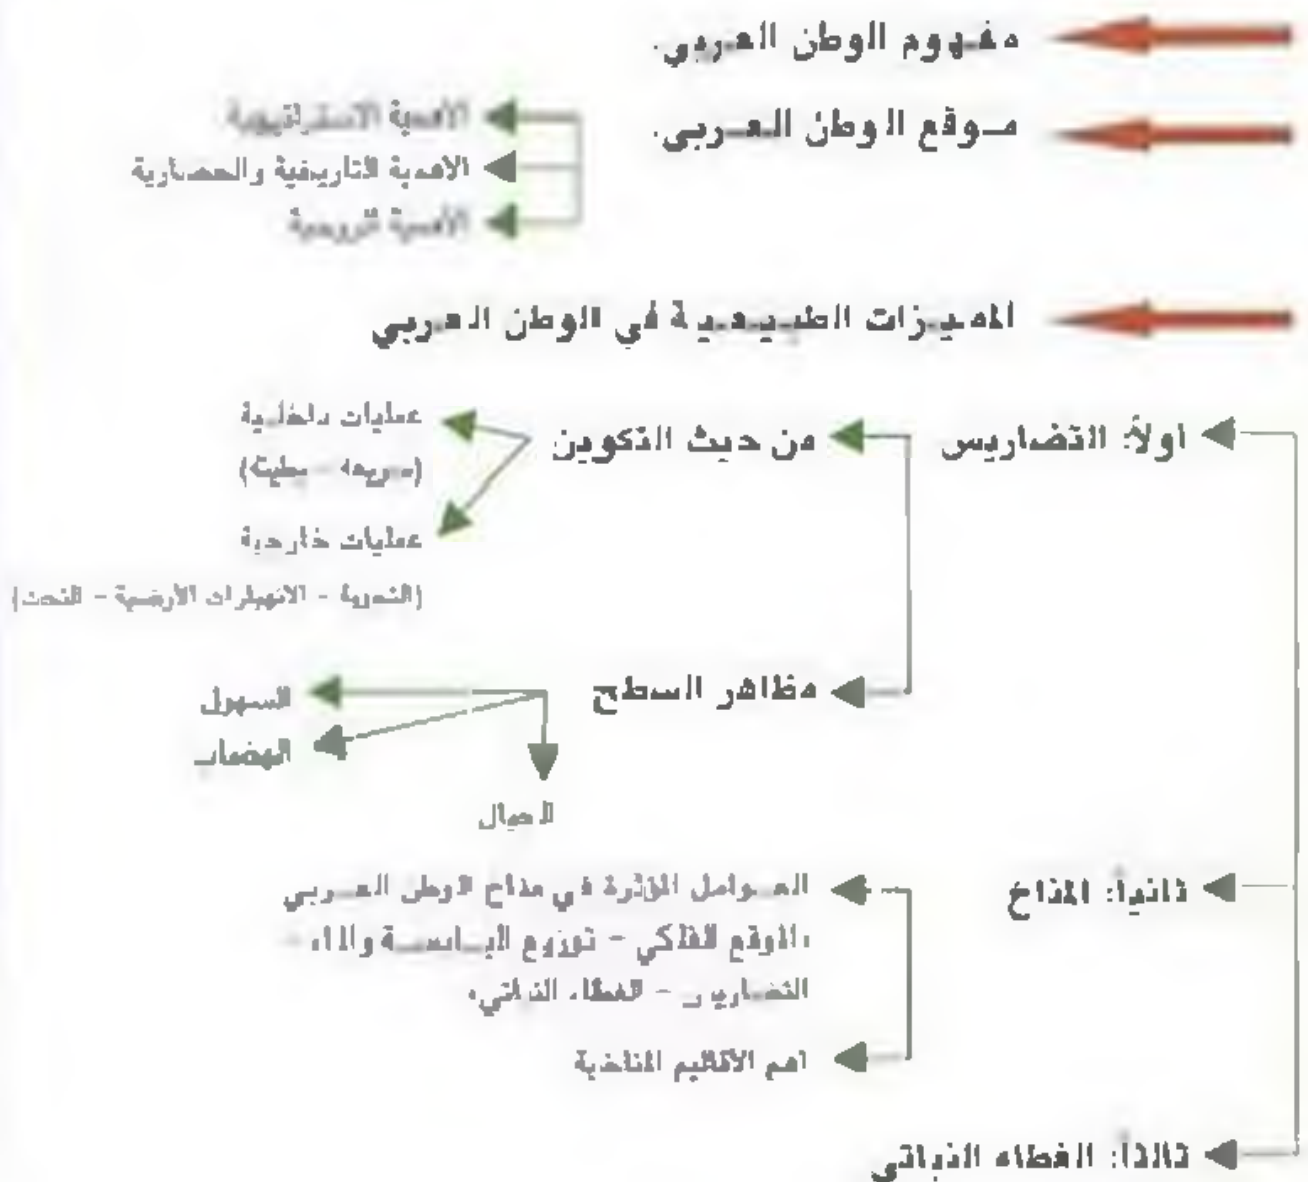 مفهوم الوطن العربي.
موقع الوطن العربي.
الأهمية الاستراتيجية
الأهمية التاريخية والحضارية
الأهمية الروحية
المميزات الطبيعية في الوطن العربي
أولاً: التضاريس
من حيث التكوين
عمليات داخلية
(سريعة - بطيئة)
عمليات خارجية
(التعرية - الانهيارات الأرضية - النحت)
مظاهر السطح
السهول
الهضاب
الجبال
ثانياً: المناخ
العوامل المؤثرة في مناخ الوطن العربي
«الموقع الفلكي - توزيع اليابسة والماء -
التضاريس - الغطاء النباتي»
أهم الأقاليم المناخية
ثالثاً: الغطاء النباتي